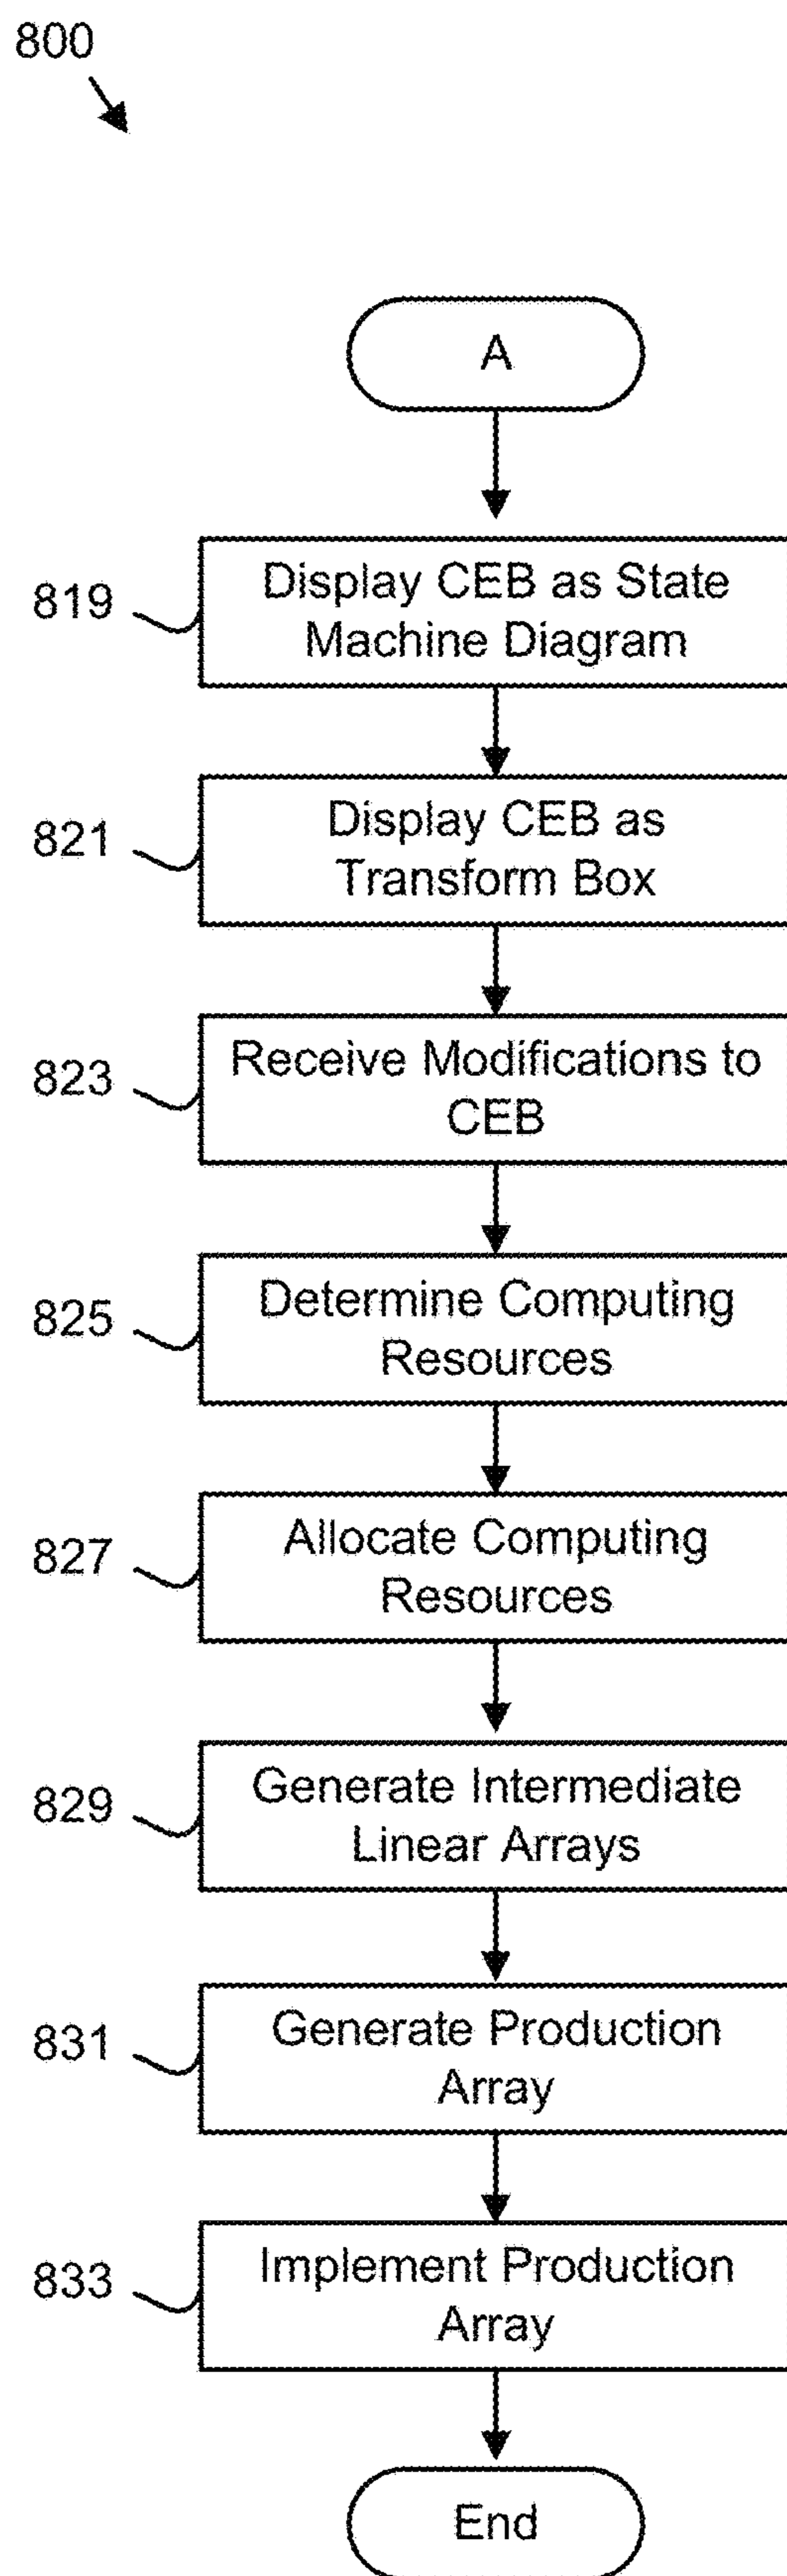 800
A
819
Display CEB as State
Machine Diagram
821
Display CEB as
Transform Box
823
Receive Modifications to
CEB
825
Determine Computing
Resources
827
Allocate Computing
Resources
829
Generate Intermediate
Linear Arrays
831
Generate Production
Array
833
Implement Production
Array
End